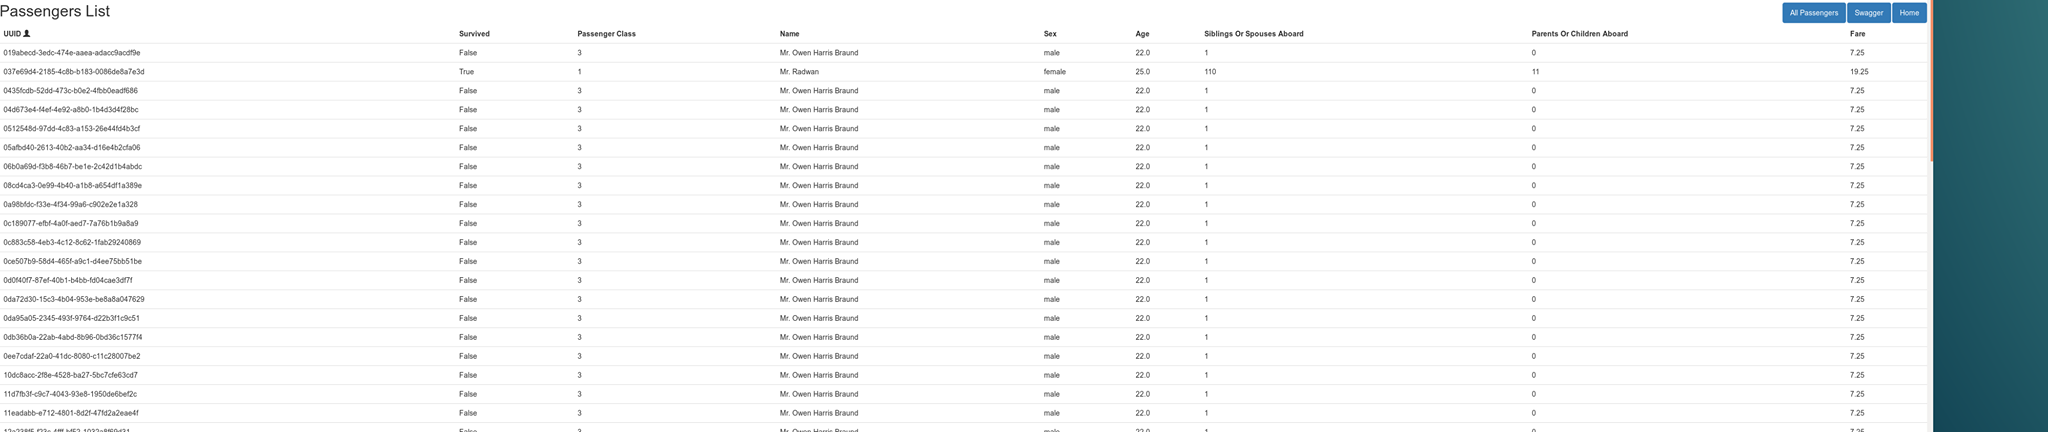 Passengers List
All Passengers Swagger Home
UUID Survived Passenger Class Name Sex Age Siblings Or Spouses Aboard Parents Or Children Aboard Fare
019abecd-3edc-474e-aaea-adacc9acdf9e False 3 Mr. Owen Harris Braund male 22.0 1 0 7.25
037e69d4-2185-4c8b-b183-0086de8a7e3d True 1 Mr. Radwan female 25.0 110 11 19.25
0435fcdb-52dd-473c-b0e2-4fbb0eadf686 False 3 Mr. Owen Harris Braund male 22.0 1 0 7.25
04d673e4-f4ef-4e92-a8b0-1b4d3d4f28bc False 3 Mr. Owen Harris Braund male 22.0 1 0 7.25
0512548d-97dd-4c83-a153-26e44fd4b3cf False 3 Mr. Owen Harris Braund male 22.0 1 0 7.25
05afbd40-2613-40b2-aa34-d16e4b2cfa06 False 3 Mr. Owen Harris Braund male 22.0 1 0 7.25
06b0a69d-f3b8-46b7-be1e-2c42d1b4abdc False 3 Mr. Owen Harris Braund male 22.0 1 0 7.25
08cd4ca3-0e99-4b40-a1b8-a654df1a389e False 3 Mr. Owen Harris Braund male 22.0 1 0 7.25
0a98bfdc-f33e-4f34-99a6-c902e2e1a328 False 3 Mr. Owen Harris Braund male 22.0 1 0 7.25
0c189077-efbf-4a0f-aed7-7a76b1b9a8a9 False 3 Mr. Owen Harris Braund male 22.0 1 0 7.25
0c883c58-4eb3-4c12-8c62-1fab29240869 False 3 Mr. Owen Harris Braund male 22.0 1 0 7.25
0ce507b9-58d4-465f-a9c1-d4ee75bb51be False 3 Mr. Owen Harris Braund male 22.0 1 0 7.25
0d0f40f7-87ef-40b1-b4bb-fd04cae3df7f False 3 Mr. Owen Harris Braund male 22.0 1 0 7.25
0da72d30-15c3-4b04-953e-be8a8a047629 False 3 Mr. Owen Harris Braund male 22.0 1 0 7.25
0da95a05-2345-493f-9764-d22b3f1c9c51 False 3 Mr. Owen Harris Braund male 22.0 1 0 7.25
0db36b0a-22ab-4abd-8b96-0bd36c1577f4 False 3 Mr. Owen Harris Braund male 22.0 1 0 7.25
0ee7cdaf-22a0-41dc-8080-c11c28007be2 False 3 Mr. Owen Harris Braund male 22.0 1 0 7.25
10dc8acc-2f8e-4528-ba27-5bc7cfe63cd7 False 3 Mr. Owen Harris Braund male 22.0 1 0 7.25
11d7fb3f-c9c7-4043-93e8-1950de6bef2c False 3 Mr. Owen Harris Braund male 22.0 1 0 7.25
11eadabb-e712-4801-8d2f-47fd2a2eae4f False 3 Mr. Owen Harris Braund male 22.0 1 0 7.25